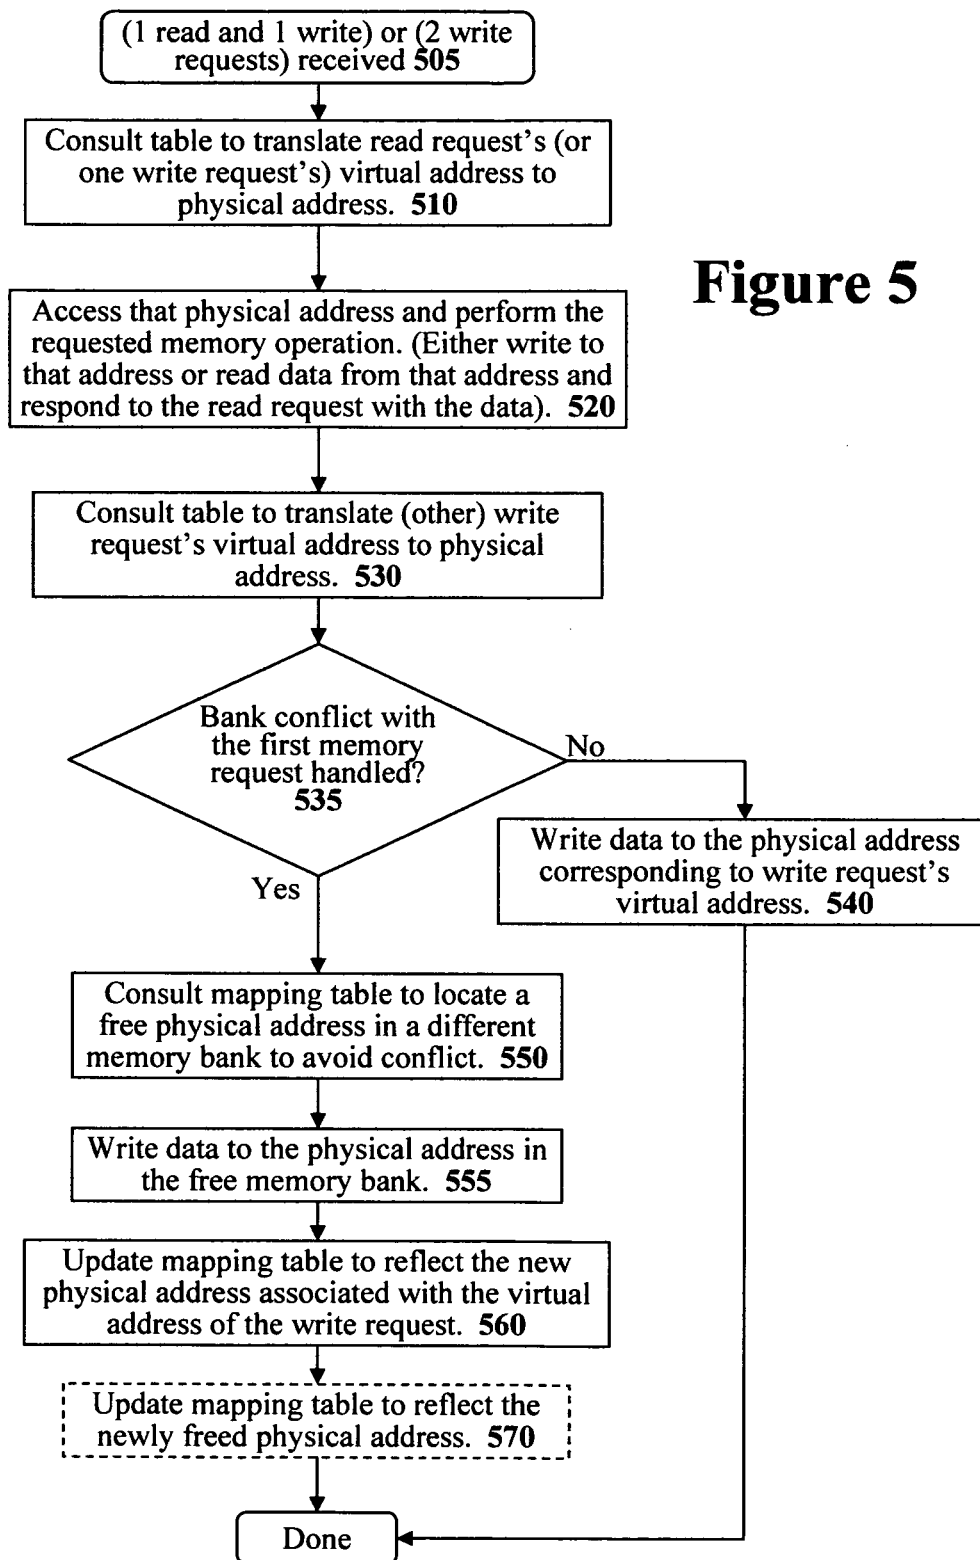 (1 read and 1 write) or (2 write
requests) received 505
Consult table to translate read request's (or
one write request's) virtual address to
physical address. 510
Figure 5
Access that physical address and perform the
requested memory operation. (Either write to
that address or read data from that address and
respond to the read request with the data). 520
Consult table to translate (other) write
request's virtual address to physical
address. 530
Bank conflict with
the first memory
request handled?
535
No
Yes
Write data to the physical address
corresponding to write request's
virtual address. 540
Consult mapping table to locate a
free physical address in a different
memory bank to avoid conflict. 550
Write data to the physical address in
the free memory bank. 555
Update mapping table to reflect the new
physical address associated with the virtual
address of the write request. 560
Update mapping table to reflect the
newly freed physical address. 570
Done